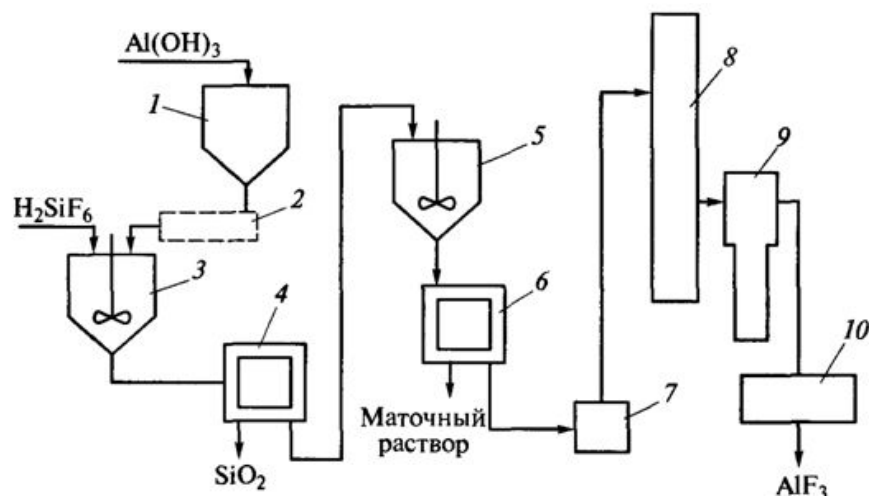 Al(OH)3
1
2
H2SiF6
3
4
SiO2
5
6
Маточный
раствор
7
8
9
10
AlF3